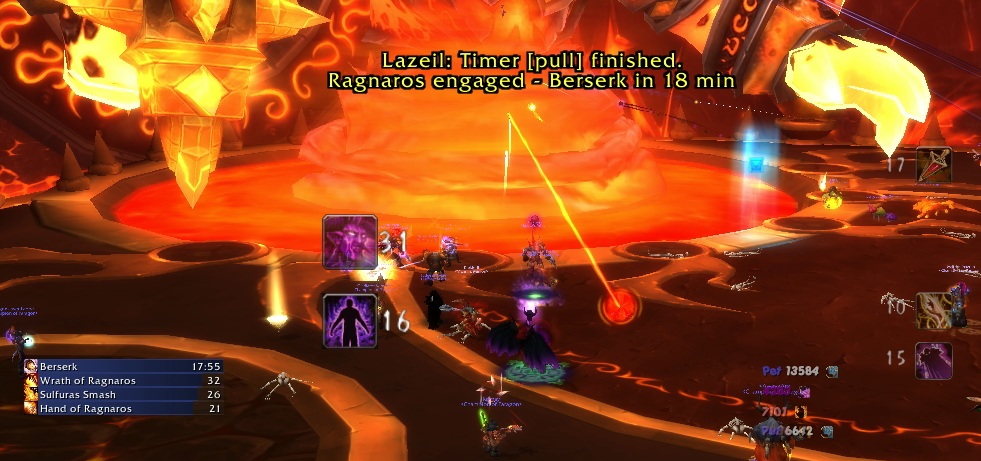 Lazeil: Timer [pull] finished.
Ragnaros engaged - Berserk in 18 min
17
31
16
10
15
Berserk 17:55
Wrath of Ragnaros 32
Sulfuras Smash 26
Hand of Ragnaros 21
Pet 13584
7101
6642